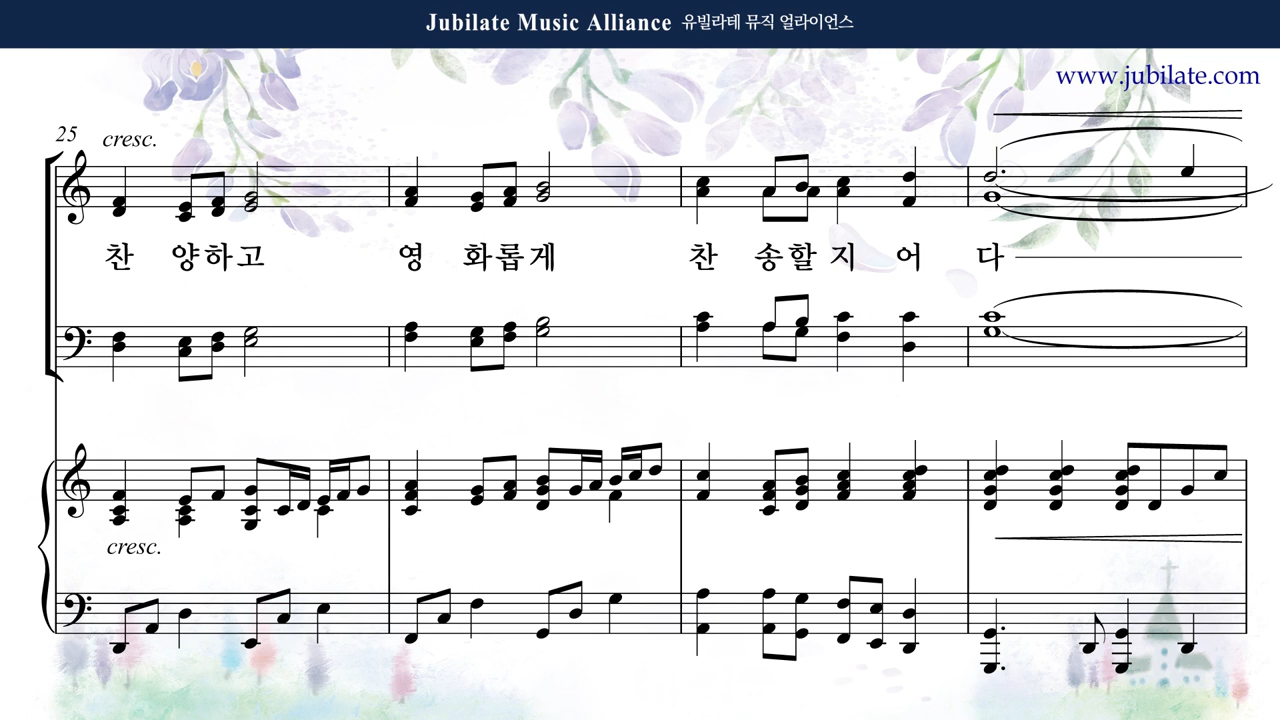 Jubilate Music Alliance 유빌라테 뮤직 얼라이언스
www.jubilate.com
25 cresc.
찬 양하고 영 화롭게 찬 송할 지 어 다
cresc.